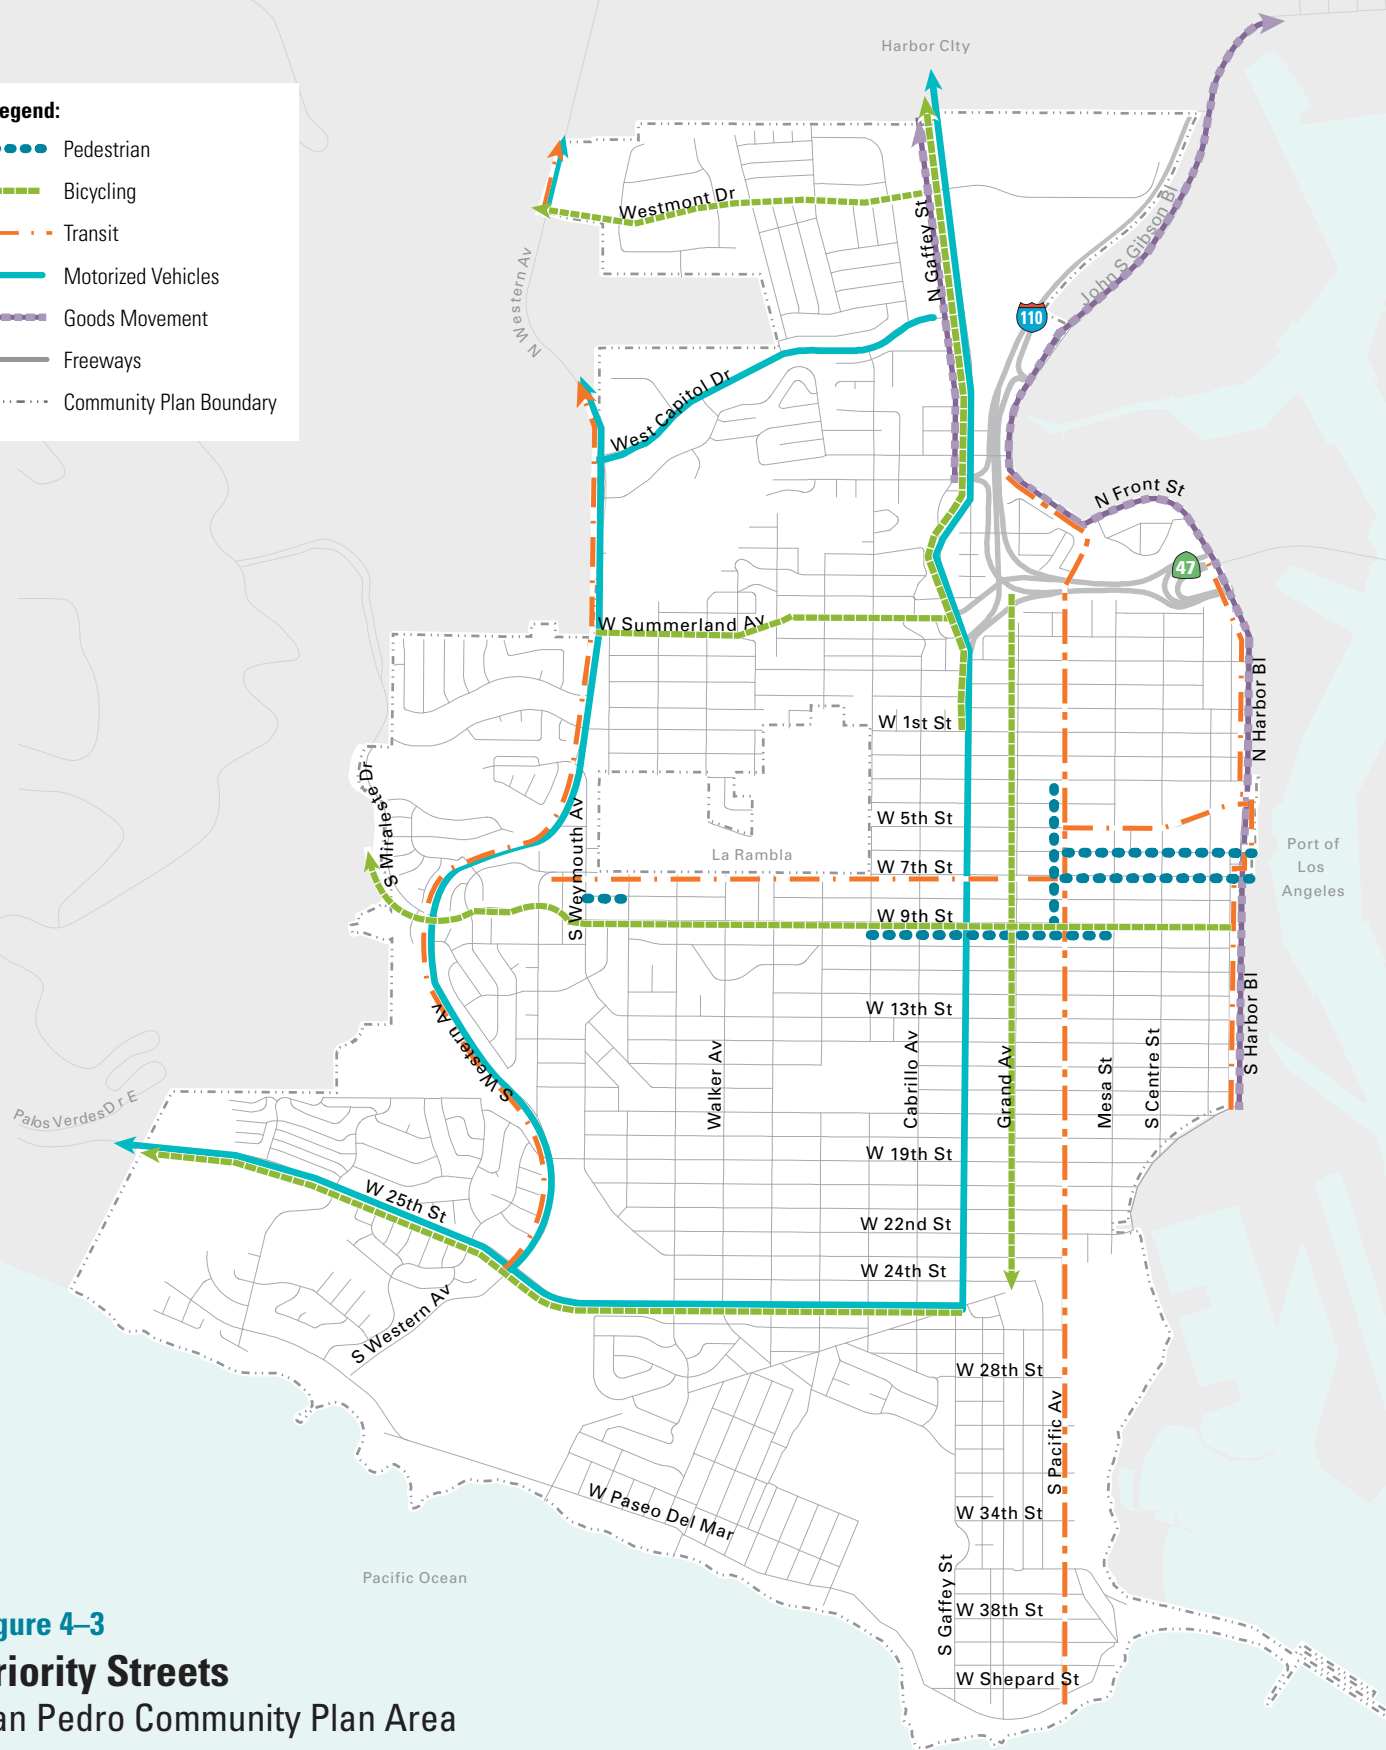 Harbor CIty
egend:
Pedestrian
Bicycling
Transit
Motorized Vehicles
Goods Movement
Freeways
Community Plan Boundary
Westmont Dr
N Gaffey St
N Western Av
John S Gibson Bl
110
West Capitol Dr
N Front St
47
W Summerland Av
N Harbor Bl
W 1st St
S Miraleste Dr
S Weymouth Av
W 5th St
La Rambla
W 7th St
Port of
Los
Angeles
W 9th St
W 13th St
S Western Av
Walker Av
Cabrillo Av
Grand Av
Mesa St
S Centre St
S Harbor Bl
Palos Verdes Dr E
W 19th St
W 25th St
W 22nd St
W 24th St
S Western Av
W 28th St
S Pacific Av
W Paseo Del Mar
W 34th St
Pacific Ocean
S Gaffey St
W 38th St
W Shepard St
gure 4–3
riority Streets
an Pedro Community Plan Area